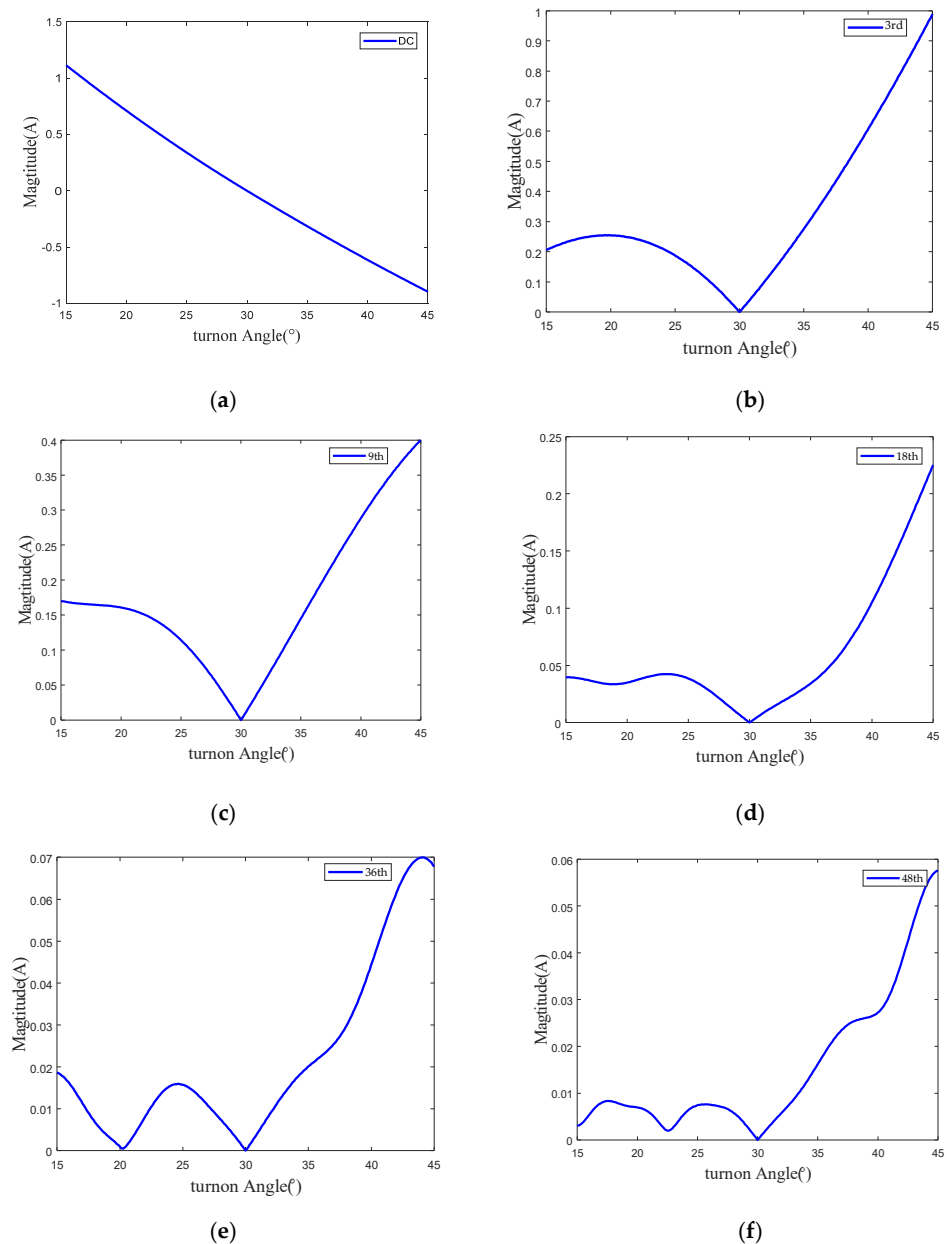 1.5
1
0.5
0
-0.5
-1
15 20 25 30 35 40 45
Magtitude(A)
turnon Angle(°)
DC
(a)
1
0.9
0.8
0.7
0.6
0.5
0.4
0.3
0.2
0.1
0
15 20 25 30 35 40 45
Magtitude(A)
turnon Angle(°)
3rd
(b)
0.4
0.35
0.3
0.25
0.2
0.15
0.1
0.05
0
15 20 25 30 35 40 45
Magtitude(A)
turnon Angle(°)
9th
(c)
0.25
0.2
0.15
0.1
0.05
0
15 20 25 30 35 40 45
Magtitude(A)
turnon Angle(°)
18th
(d)
0.07
0.06
0.05
0.04
0.03
0.02
0.01
0
15 20 25 30 35 40 45
Magtitude(A)
turnon Angle(°)
36th
(e)
0.06
0.05
0.04
0.03
0.02
0.01
0
15 20 25 30 35 40 45
Magtitude(A)
turnon Angle(°)
48th
(f)